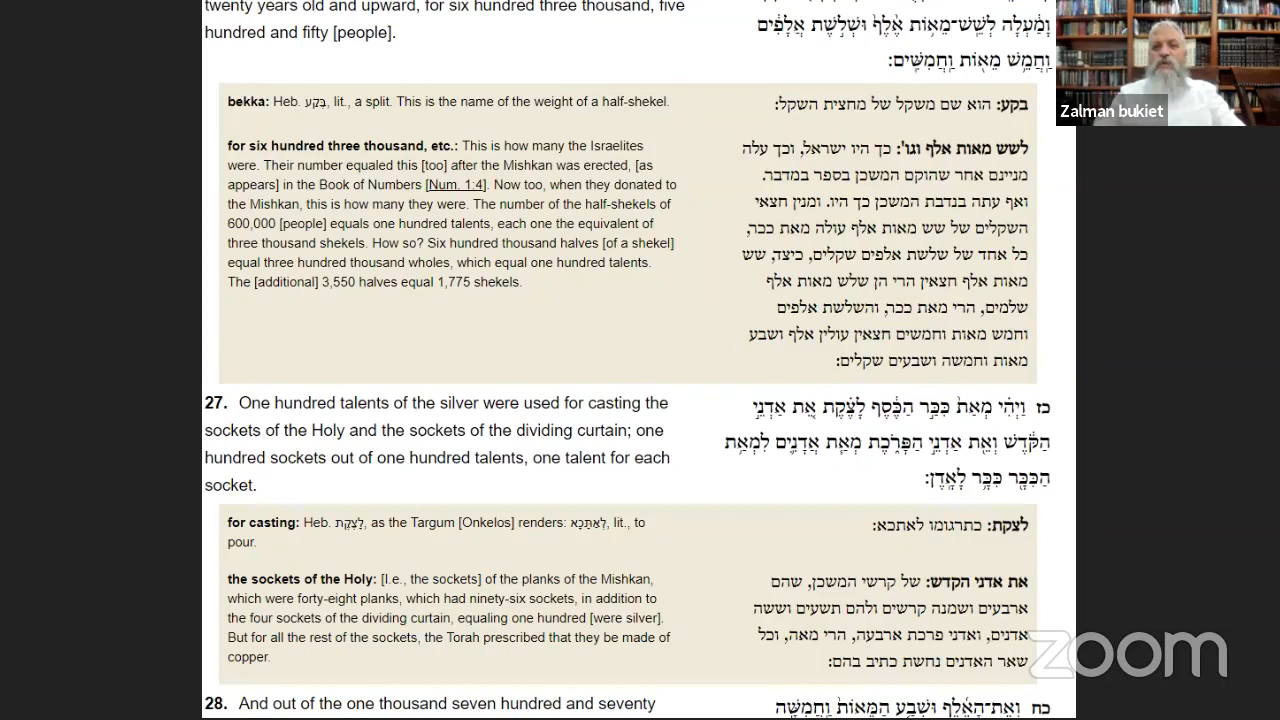 twenty years old and upward, for six hundred three thousand, five
hundred and fifty [people].
וָמַ֔עְלָה לְשֵׁשׁ־מֵא֥וֹת אֶ֙לֶף֙ וּשְׁלֹ֣שֶׁת אֲלָפִ֔ים
וַֽחֲמֵ֥שׁ מֵא֖וֹת וַֽחֲמִשִּֽׁים:
Zalman bukiet
bekka: Heb. בֶּקַע, lit., a split. This is the name of the weight of a half-shekel.
בקע: הוא שם משקל של מחצית השקל:
for six hundred three thousand, etc.: This is how many the Israelites
were. Their number equaled this [too] after the Mishkan was erected, [as
appears] in the Book of Numbers [Num. 1:4]. Now too, when they donated to
the Mishkan, this is how many they were. The number of the half-shekels of
600,000 [people] equals one hundred talents, each one the equivalent of
three thousand shekels. How so? Six hundred thousand halves [of a shekel]
equal three hundred thousand wholes, which equal one hundred talents.
The [additional] 3,550 halves equal 1,775 shekels.
לשש מאות אלף וגו': כך היו ישראל, וכך עלה
מנינם אחר שהוקם המשכן בספר במדבר.
ואף עתה בנדבת המשכן כך היו. ומנין חצאי
השקלים של שש מאות אלף עולה מאת ככר,
כל אחד של שלשת אלפים שקלים, כיצד, שש
מאות אלף חצאין הרי הן שלש מאות אלף
שלמים, הרי מאת ככר, והשלשת אלפים
וחמש מאות וחמשים חצאין עולין אלף ושבע
מאות וחמשה ושבעים שקלים:
27. One hundred talents of the silver were used for casting the
sockets of the Holy and the sockets of the dividing curtain; one
hundred sockets out of one hundred talents, one talent for each
socket.
כז וַיְהִ֗י מְאַת֙ כִּכַּ֣ר הַכֶּ֔סֶף לָצֶ֗קֶת אֵ֚ת אַדְנֵ֣י
הַקֹּ֔דֶשׁ וְאֵ֖ת אַדְנֵ֣י הַפָּרֹ֑כֶת מְאַ֧ת אֲדָנִ֛ים לִמְאַ֥ת
הַכִּכָּ֖ר כִּכָּ֥ר לָאָֽדֶן:
for casting: Heb. לָצֶקֶת, as the Targum [Onkelos] renders: לְאַתָּכָא, lit., to
pour.
לצקת: כתרגומו לאתכא:
the sockets of the Holy: [I.e., the sockets] of the planks of the Mishkan,
which were forty-eight planks, which had ninety-six sockets, in addition to
the four sockets of the dividing curtain, equaling one hundred [were silver].
But for all the rest of the sockets, the Torah prescribed that they be made of
copper.
את אדני הקדש: של קרשי המשכן, שהם
ארבעים ושמנה קרשים ולהם תשעים וששה
אדנים, ואדני פרכת ארבעה, הרי מאה, וכל
שאר האדנים נחשת כתיב בהם:
zoom
28. And out of the one thousand seven hundred and seventy
כח וְאֶת־הָאֶ֜לֶף וּשְׁבַ֤ע הַמֵּאוֹת֙ וַֽחֲמִשָּׁ֣ה